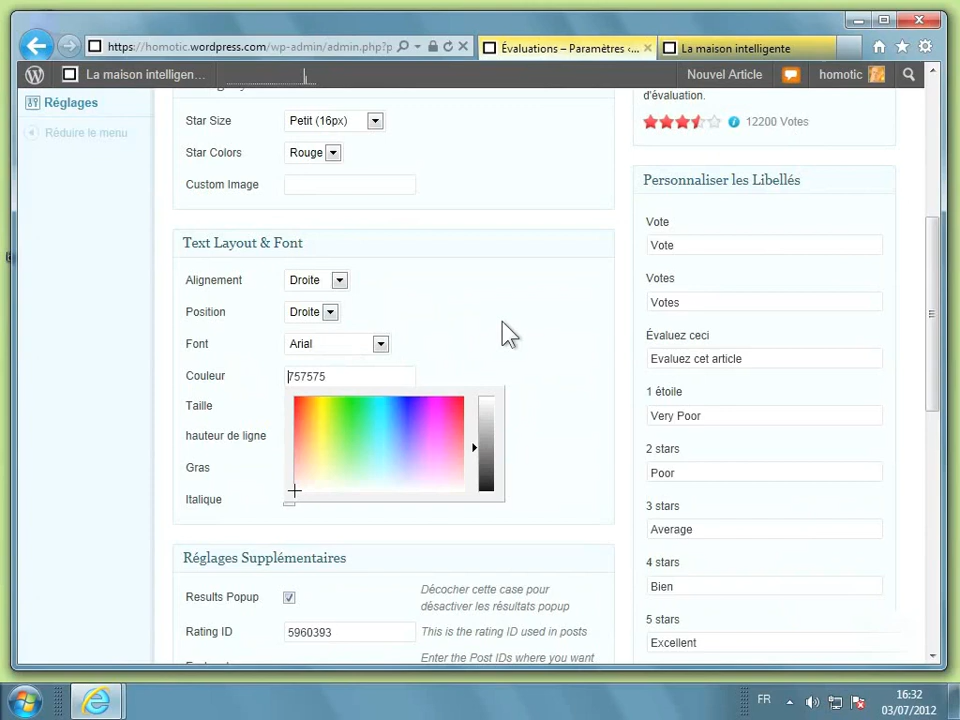 https://homotic.wordpress.com/wp-admin/admin.php?p
Évaluations – Paramètres ‹...
La maison intelligente
La maison intelligen...
Nouvel Article
homotic
Réglages
Réduire le menu
Star Size
Petit (16px)
Star Colors
Rouge
Custom Image
Text Layout & Font
Alignement
Droite
Position
Droite
Font
Arial
Couleur
757575
Taille
hauteur de ligne
Gras
Italique
Réglages Supplémentaires
Results Popup
Décocher cette case pour
désactiver les résultats popup
Rating ID
5960393
This is the rating ID used in posts
Enter the Post IDs where you want
d'évaluation.
12200 Votes
Personnaliser les Libellés
Vote
Vote
Votes
Votes
Évaluez ceci
Evaluez cet article
1 étoile
Very Poor
2 stars
Poor
3 stars
Average
4 stars
Bien
5 stars
Excellent
FR
16:32
03/07/2012